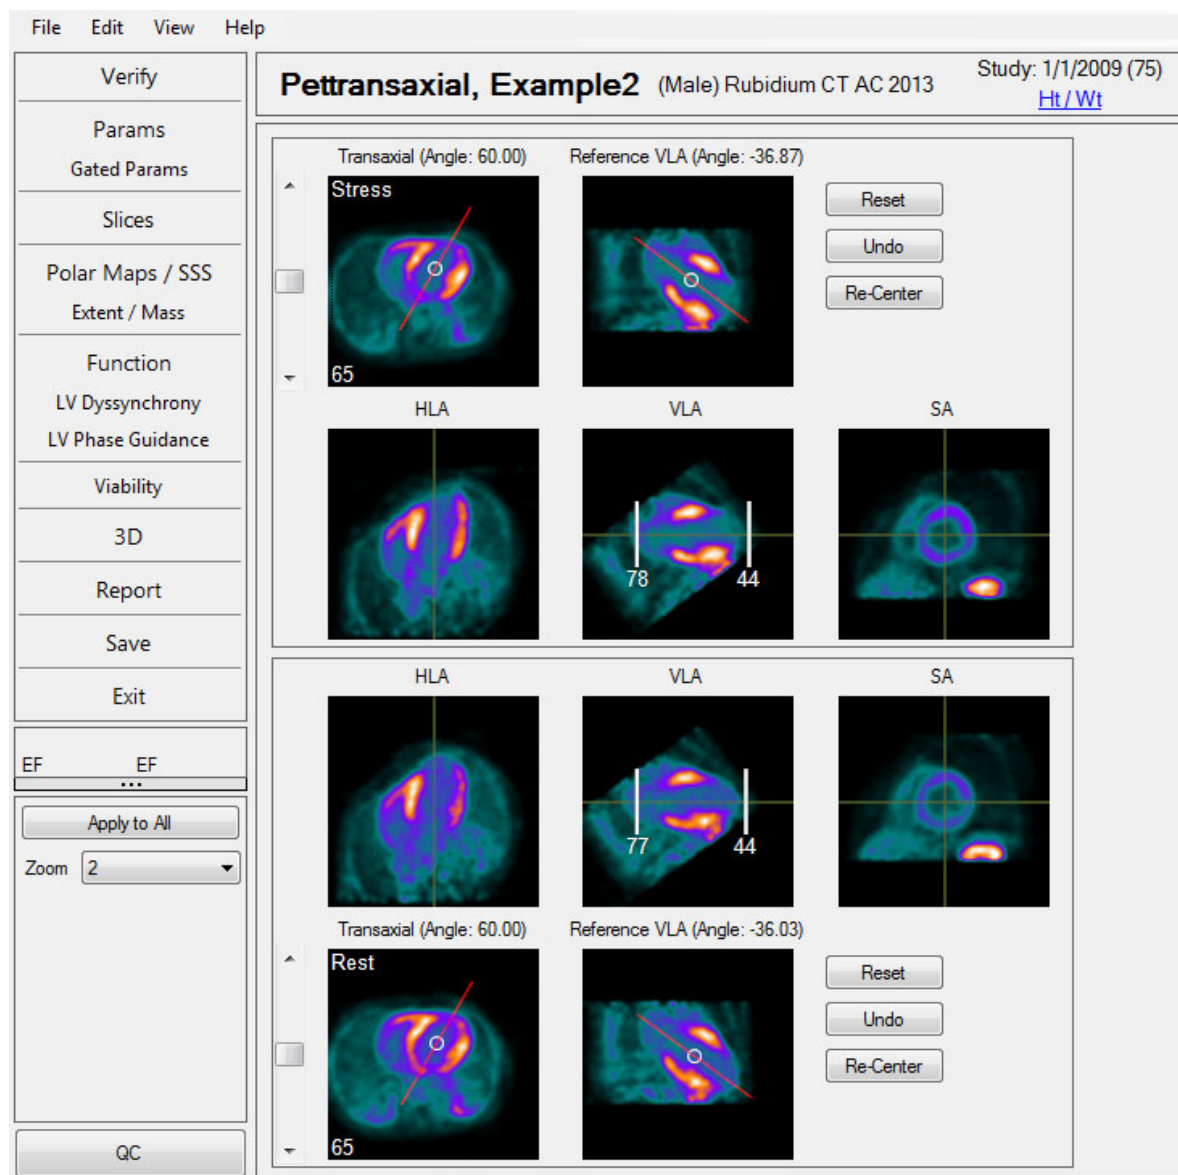 File Edit View Help
Verify
Params
Gated Params
Slices
Polar Maps / SSS
Extent / Mass
Function
LV Dyssynchrony
LV Phase Guidance
Viability
3D
Report
Save
Exit
EF EF
...
Apply to All
Zoom 2
QC
Pettransaxial, Example2 (Male) Rubidium CT AC 2013
Study: 1/1/2009 (75)
Ht / Wt
Transaxial (Angle: 60.00) Reference VLA (Angle: -36.87)
Stress
65
Reset
Undo
Re-Center
HLA VLA SA
78 44
HLA VLA SA
77 44
Transaxial (Angle: 60.00) Reference VLA (Angle: -36.03)
Rest
65
Reset
Undo
Re-Center